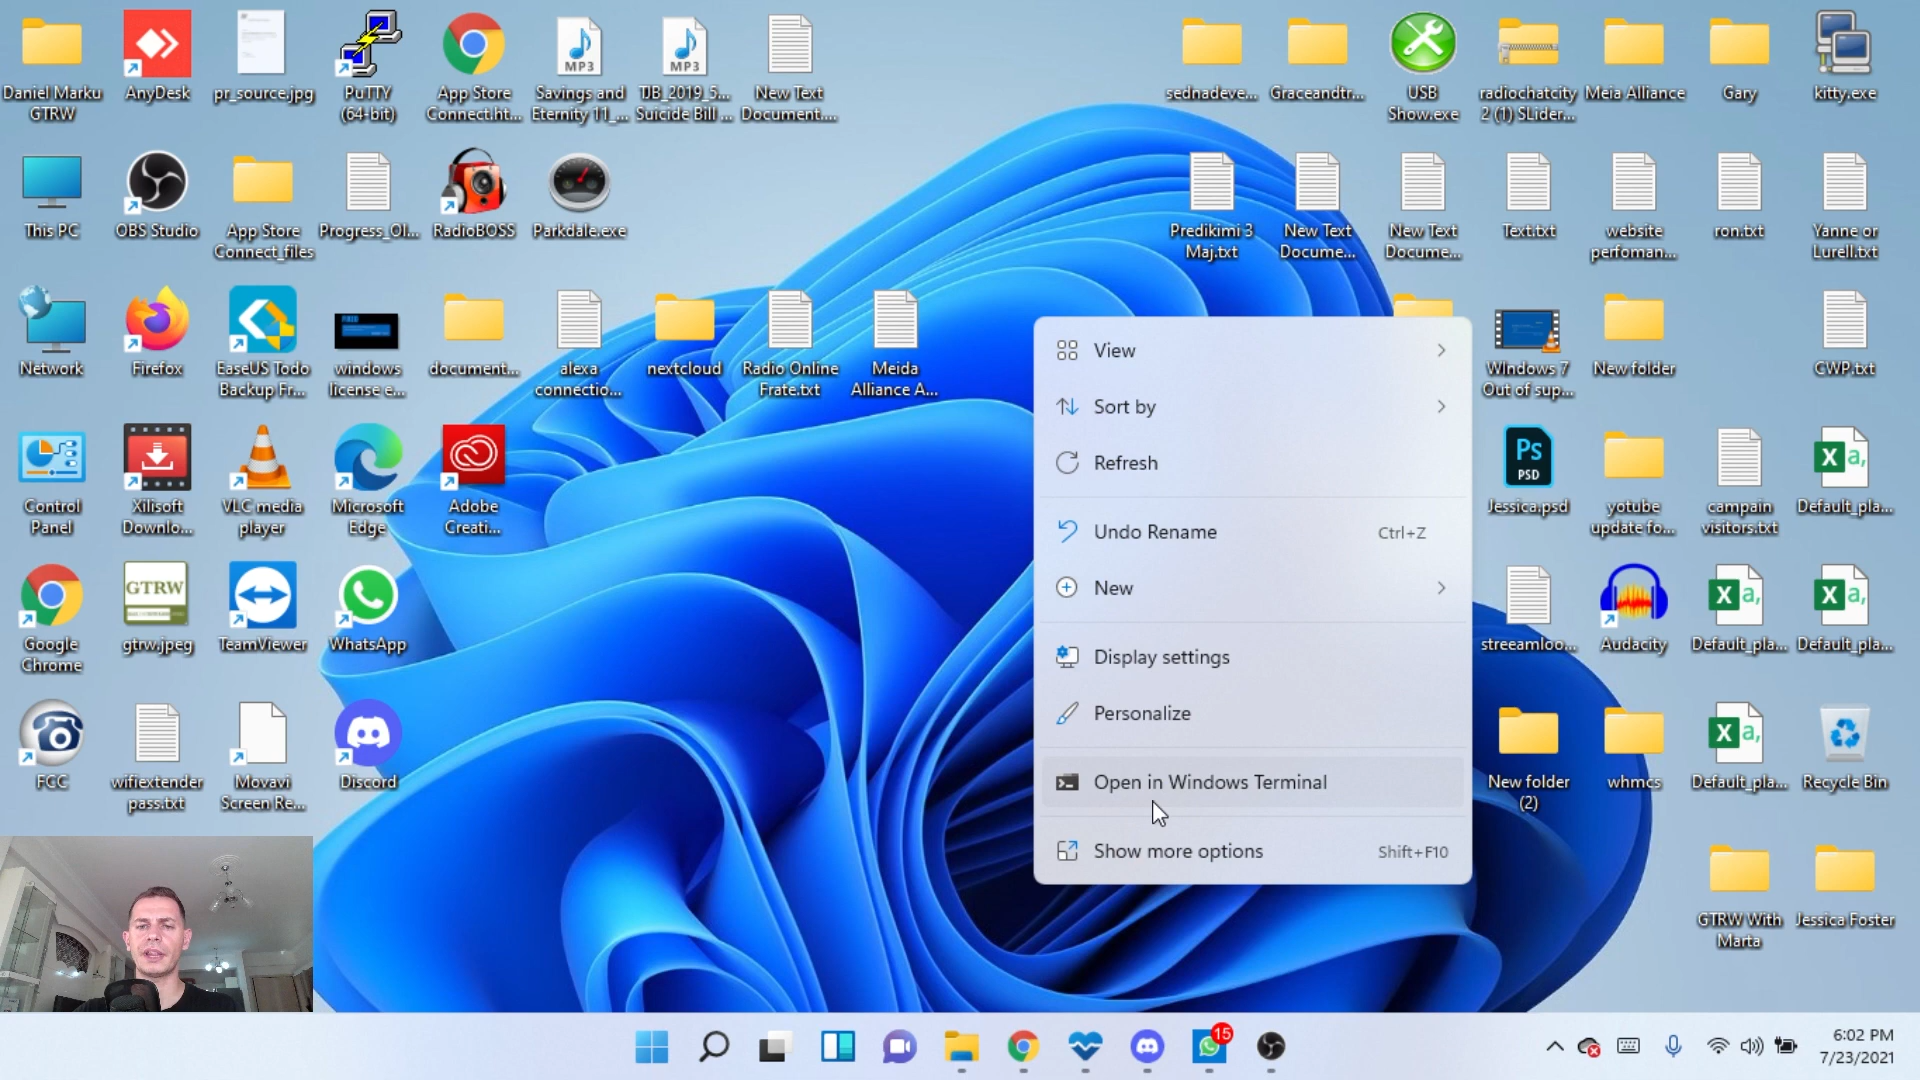 Daniel Marku
GTRW
AnyDesk
pr_source.jpg
PuTTY
(64-bit)
App Store
Connect.ht...
MP3
Savings and
Eternity 11_...
MP3
TJB_2019_5...
Suicide Bill ...
New Text
Document....
sednadeve...
Graceandtr...
USB
Show.exe
radiochatcity
2 (1) SLider...
Meia Alliance
Gary
kitty.exe
This PC
OBS Studio
App Store
Connect_files
Progress_Ol...
RadioBOSS
Parkdale.exe
Predikimi 3
Maj.txt
New Text
Docume...
New Text
Docume...
Text.txt
website
perfoman...
ron.txt
Yanne or
Lurell.txt
Network
Firefox
EaseUS Todo
Backup Fr...
windows
license e...
document...
alexa
connectio...
nextcloud
Radio Online
Frate.txt
Meida
Alliance A...
WIndows 7
Out of sup...
New folder
CWP.txt
Control
Panel
Xilisoft
Downlo...
VLC media
player
Microsoft
Edge
Adobe
Creati...
Ps
PSD
Jessica.psd
yotube
update fo...
campain
visitors.txt
X a,
Default_pla...
Google
Chrome
GTRW
gtrw.jpeg
TeamViewer
WhatsApp
streamloo...
Audacity
X a,
Default_pla...
X a,
Default_pla...
FCC
wifiextender
pass.txt
Movavi
Screen Re...
Discord
New folder
(2)
whmcs
X a,
Default_pla...
Recycle Bin
GTRW With
Marta
Jessica Foster
View
Sort by
Refresh
Undo Rename Ctrl+Z
New
Display settings
Personalize
Open in Windows Terminal
Show more options Shift+F10
15
6:02 PM
7/23/2021